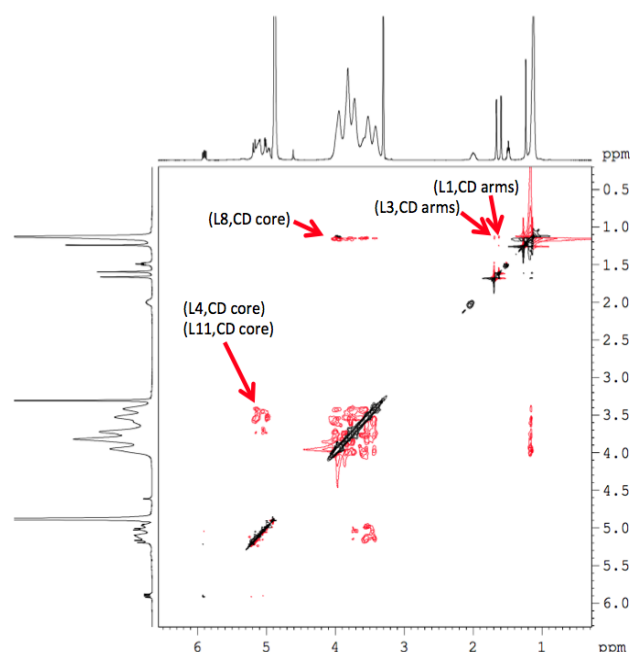 ppm
(L1,CD arms)
(L3,CD arms)
(L8,CD core)
(L4,CD core)
(L11,CD core)
0.5
1.0
1.5
2.0
2.5
3.0
3.5
4.0
4.5
5.0
5.5
6.0
6 5 4 3 2 1 ppm